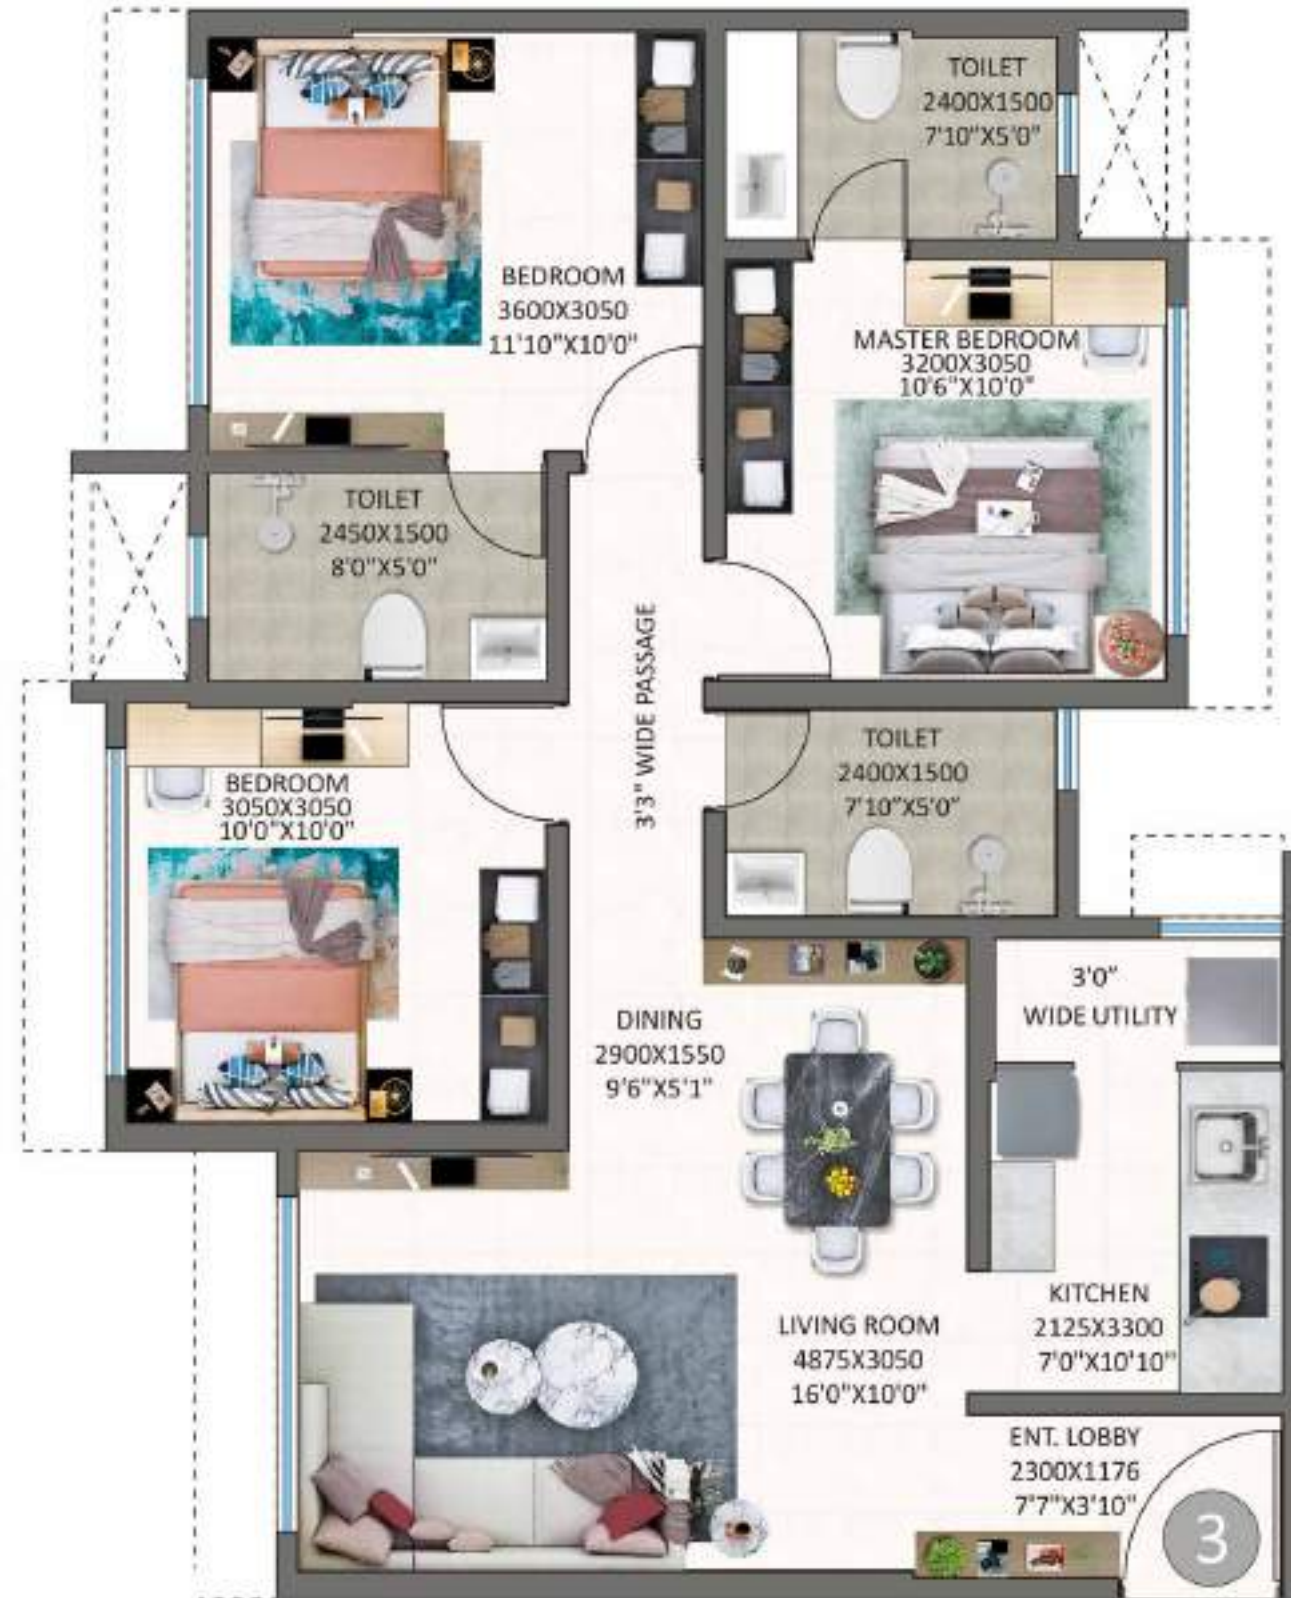 TOILET
2400X1500
7'10"X5'0"
BEDROOM
3600X3050
11'10"X10'0"
MASTER BEDROOM
3200X3050
10'6"X10'0"
TOILET
2450X1500
8'0"X5'0"
3'3" WIDE PASSAGE
TOILET
2400X1500
7'10"X5'0"
BEDROOM
3050X3050
10'0"X10'0"
3'0"
WIDE UTILITY
DINING
2900X1550
9'6"X5'1"
KITCHEN
2125X3300
7'0"X10'10"
LIVING ROOM
4875X3050
16'0"X10'0"
ENT. LOBBY
2300X1176
7'7"X3'10"
3